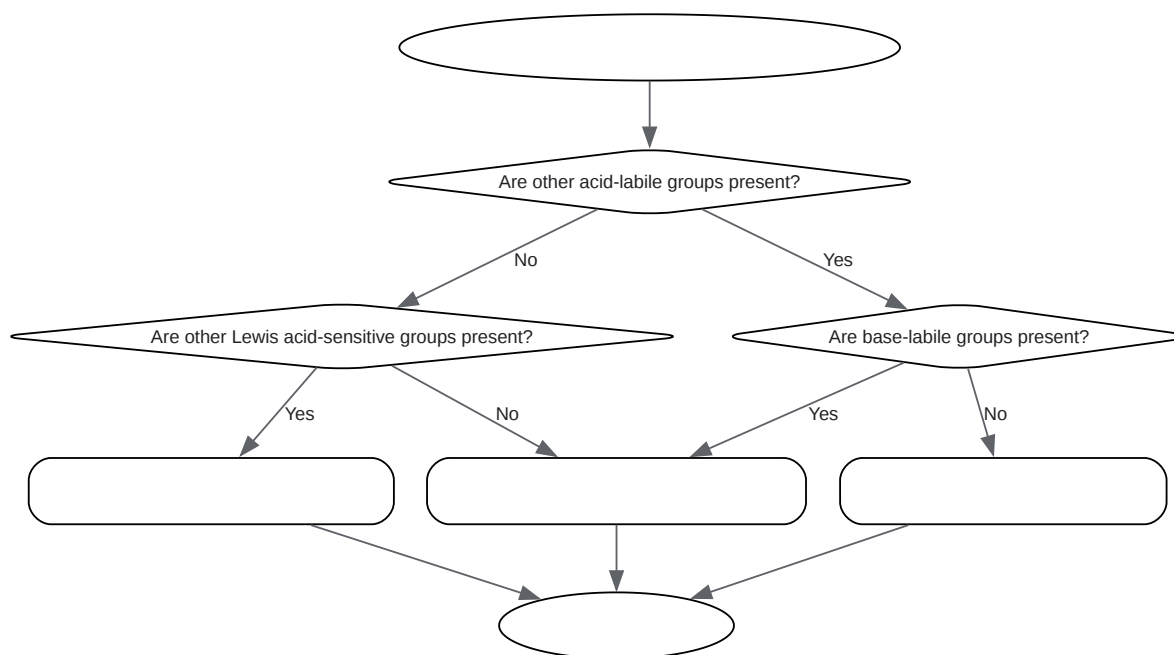 Are other acid-labile groups present?
No
Yes
Are other Lewis acid-sensitive groups present?
Are base-labile groups present?
Yes
No
Yes
No